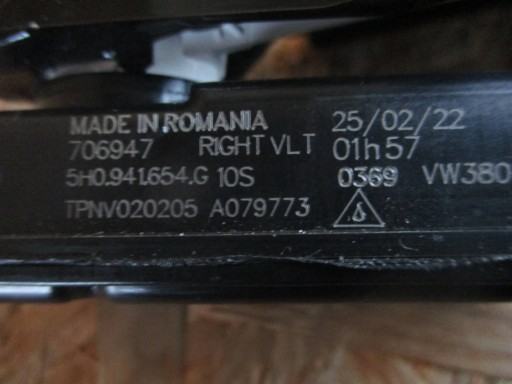 MADE IN ROMANIA 25/02/22
706947 RIGHT VLT 01h57
5H0.941.654.G 10S 0369 VW380
TPNV020205 A079773